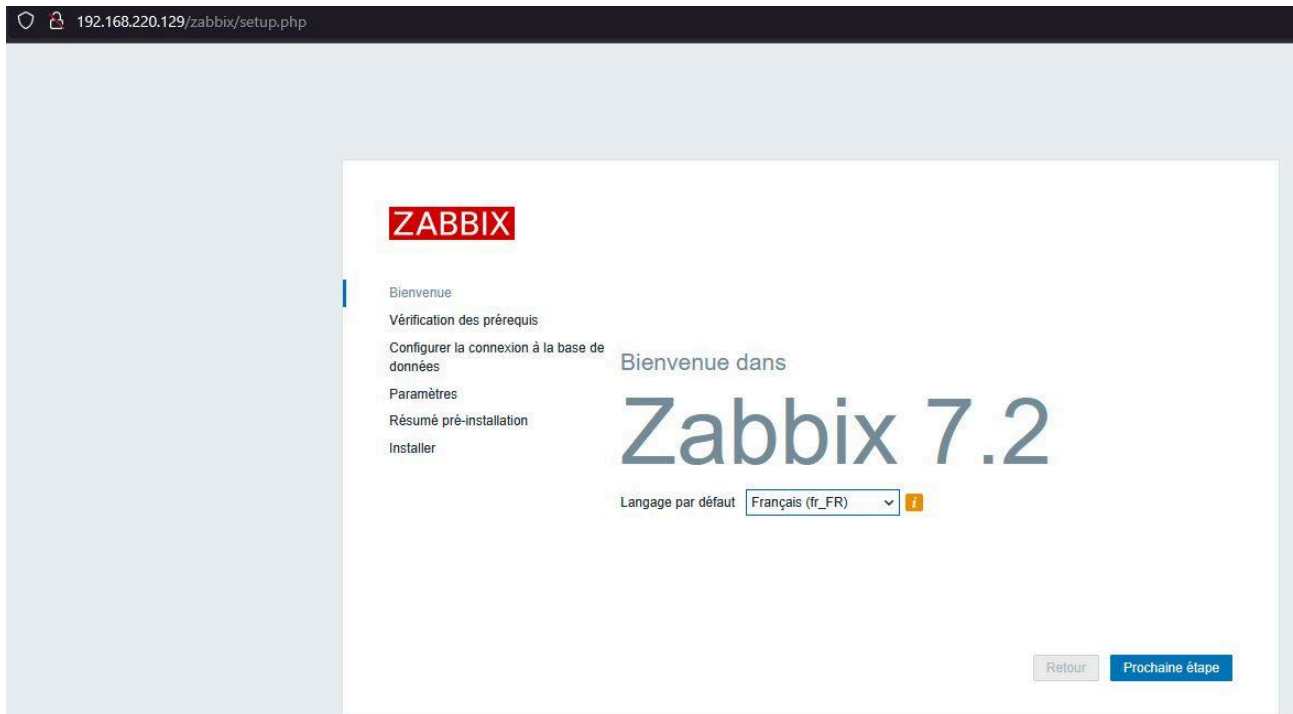 192.168.220.129/zabbix/setup.php
ZABBIX
Bienvenue
Vérification des prérequis
Configurer la connexion à la base de
données
Paramètres
Résumé pré-installation
Installer
Bienvenue dans
Zabbix 7.2
Langage par défaut Français (fr_FR) i
Retour Prochaine étape